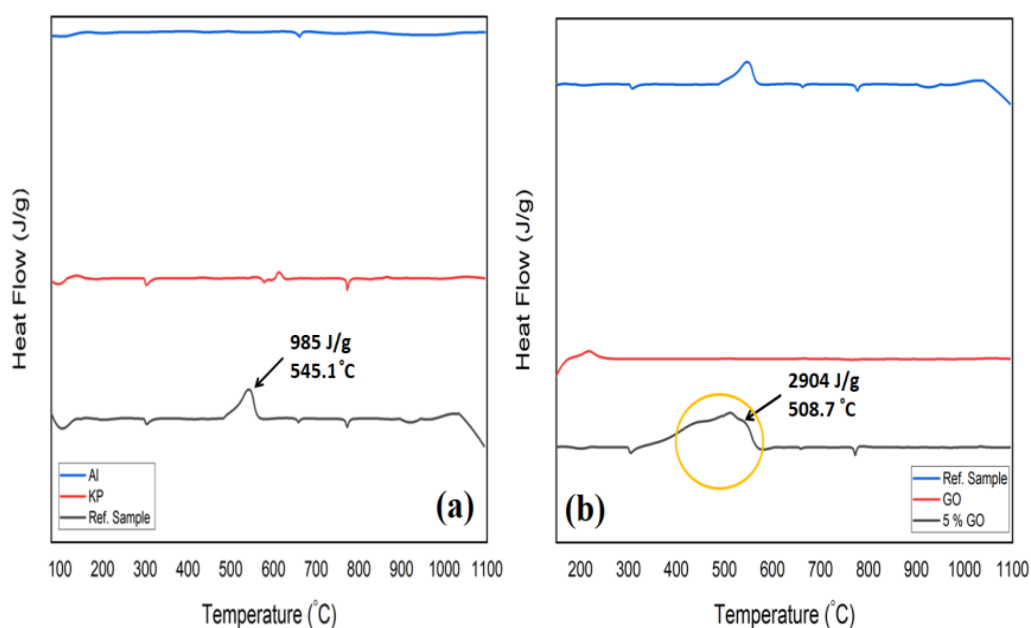 Heat Flow (J/g)
985 J/g
545.1 °C
Al
KP
Ref. Sample
(a)
100 200 300 400 500 600 700 800 900 1000 1100
Temperature (°C)
Heat Flow (J/g)
2904 J/g
508.7 °C
(b)
Ref. Sample
GO
5 % GO
200 300 400 500 600 700 800 900 1000 1100
Temperature (°C)